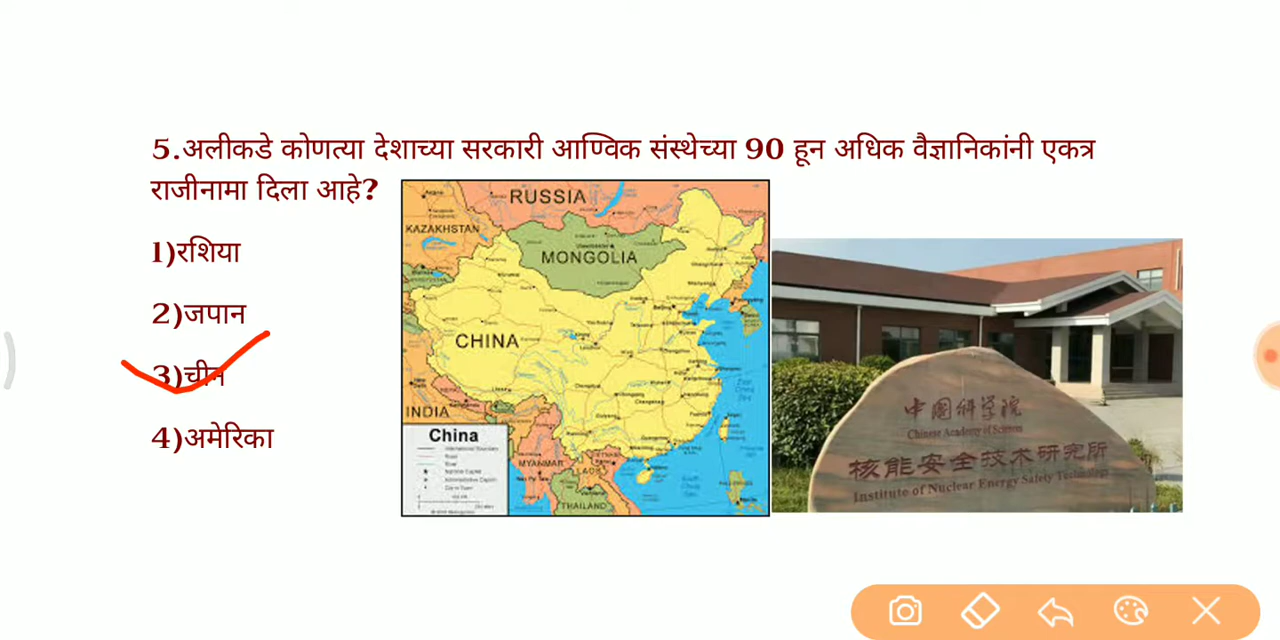 5.अलीकडे कोणत्या देशाच्या सरकारी आण्विक संस्थेच्या 90 हून अधिक वैज्ञानिकांनी एकत्र
राजीनामा दिला आहे?
1)रशिया
2)जपान
3)चीन
4)अमेरिका
RUSSIA
KAZAKHSTAN
MONGOLIA
CHINA
INDIA
China
MYANMAR
LAOS
THAILAND
中国科学院
Chinese Academy of Sciences
核能安全技术研究所
Institute of Nuclear Energy Safety Technology